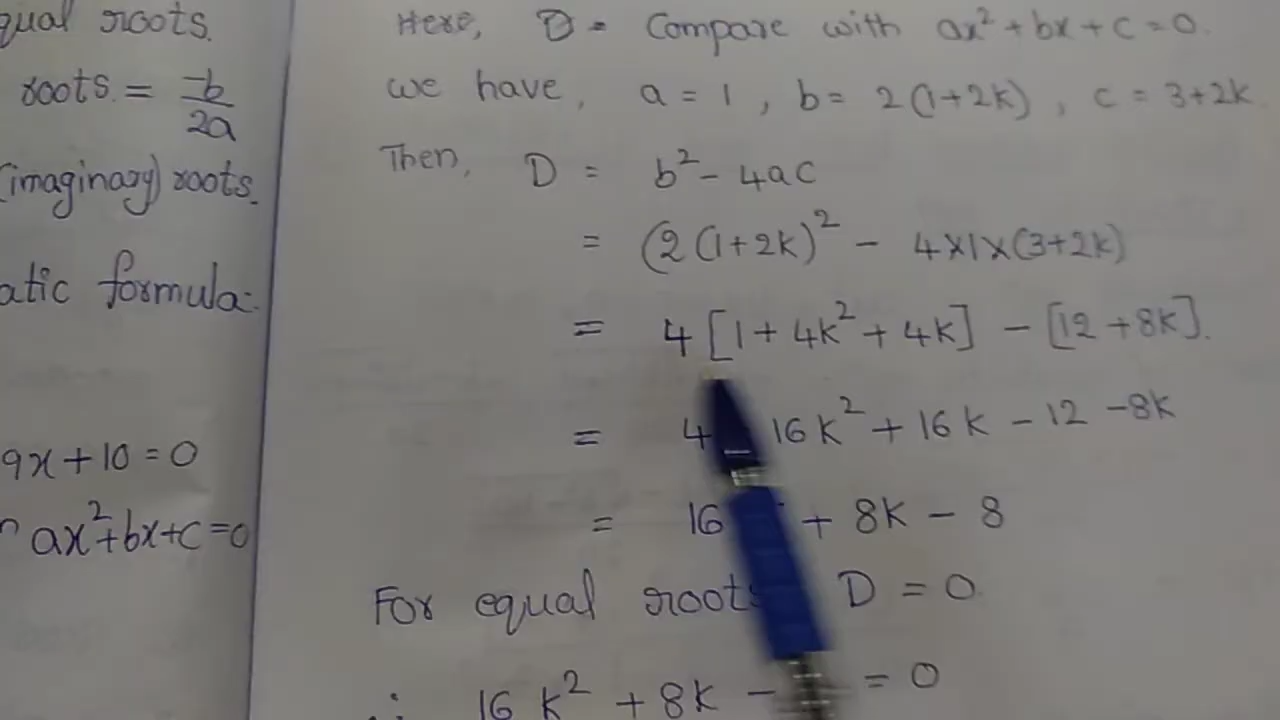 qual roots.
roots. = -b/2a
(imaginary) roots.
atic formula:
9x + 10 = 0
ax² + bx + c = 0
Here, D = Compare with ax² + bx + c = 0.
we have, a = 1, b = 2(1+2k), c = 3+2k
Then, D = b² - 4ac
= (2(1+2k)² - 4×1×(3+2k)
= 4[1 + 4k² + 4k] - [12 + 8k].
= 4 16k² + 16k - 12 - 8k
= 16 + 8k - 8
For equal roots D = 0
∴ 16k² + 8k - = 0